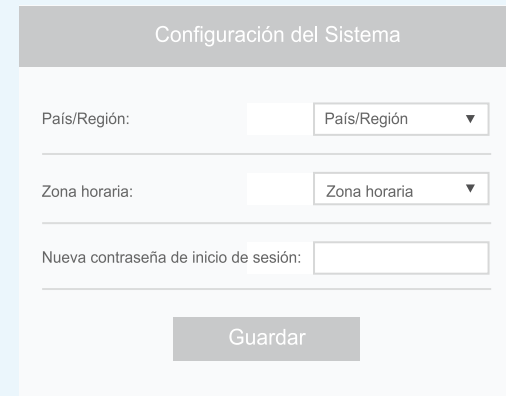 Configuración del Sistema
País/Región: País/Región
Zona horaria: Zona horaria
Nueva contraseña de inicio de sesión:
Guardar